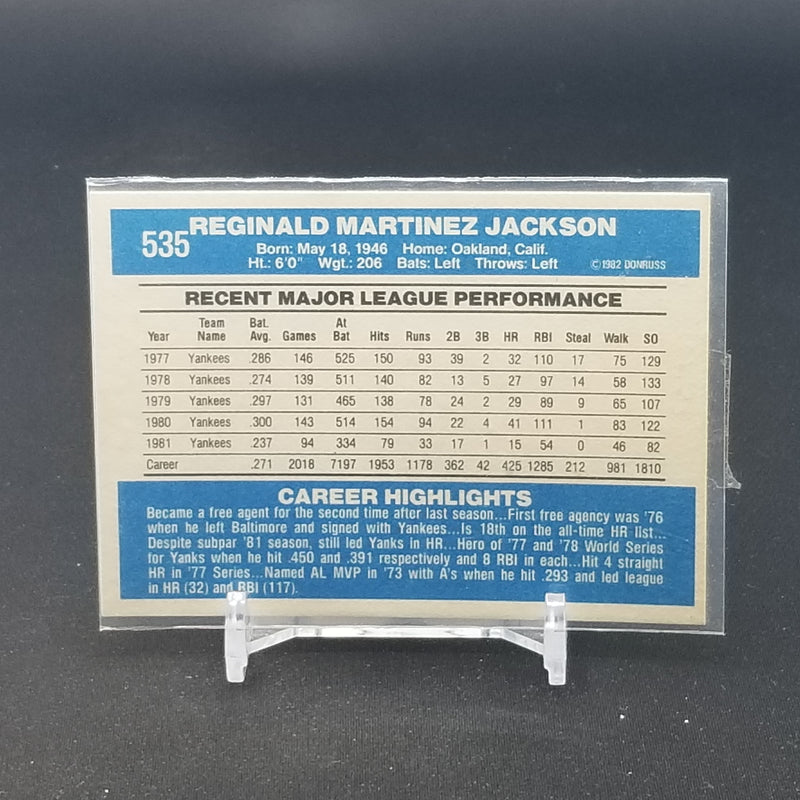 535 REGINALD MARTINEZ JACKSON
Born: May 18, 1946 Home: Oakland, Calif.
Ht.: 6'0" Wgt.: 206 Bats: Left Throws: Left © 1982 DONRUSS
RECENT MAJOR LEAGUE PERFORMANCE
Year Team Name Bat. Avg. Games At Bat Hits Runs 2B 3B HR RBI Steal Walk SO
1977 Yankees .286 146 525 150 93 39 2 32 110 17 75 129
1978 Yankees .274 139 511 140 82 13 5 27 97 14 58 133
1979 Yankees .297 131 465 138 78 24 2 29 89 9 65 107
1980 Yankees .300 143 514 154 94 22 4 41 111 1 83 122
1981 Yankees .237 94 334 79 33 17 1 15 54 0 46 82
Career .271 2018 7197 1953 1178 362 42 425 1285 212 981 1810
CAREER HIGHLIGHTS
Became a free agent for the second time after last season...First free agency was '76
when he left Baltimore and signed with Yankees...Is 18th on the all-time HR list...
Despite subpar '81 season, still led Yanks in HR...Hero of '77 and '78 World Series
for Yanks when he hit .450 and .391 respectively and 8 RBI in each...Hit 4 straight
HR in '77 Series...Named AL MVP in '73 with A's when he hit .293 and led league
in HR (32) and RBI (117).